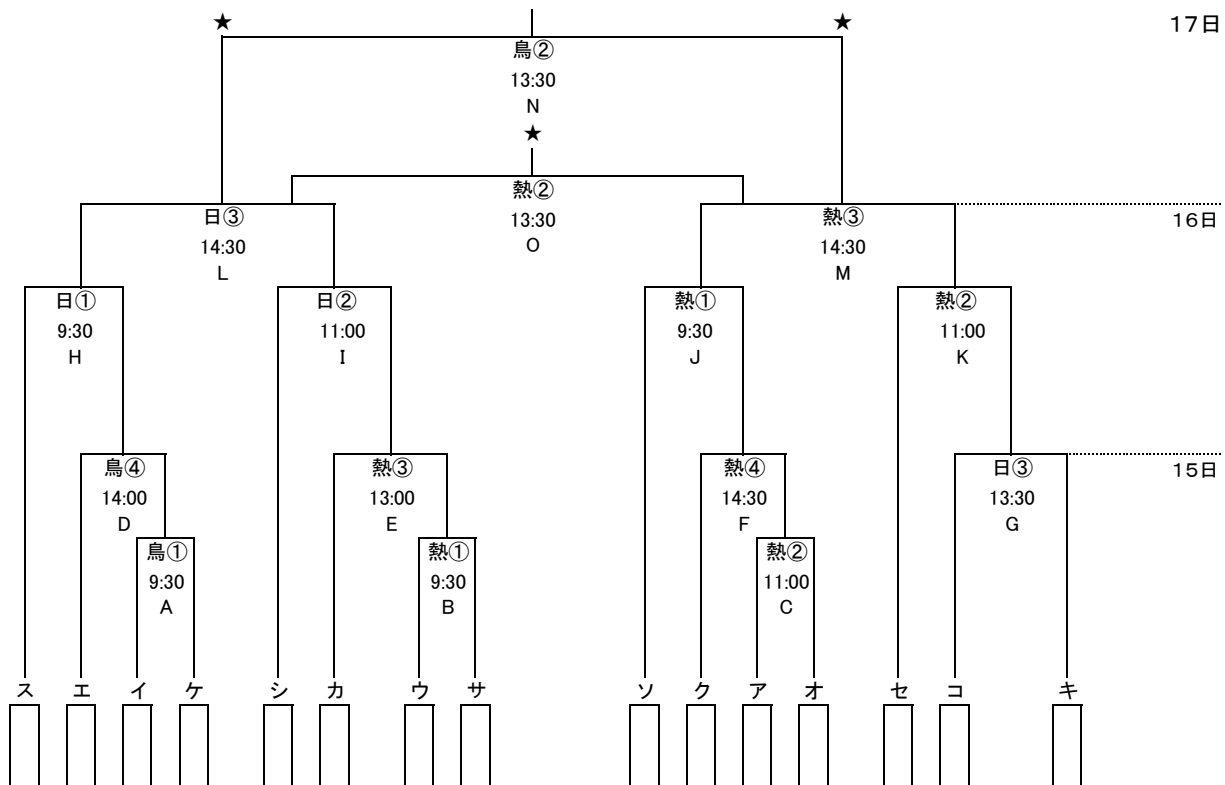 ★ ★ 17日
鳥②
13:30
N
★
熱②
13:30
O
日③ 熱③ 16日
14:30 14:30
L M
日① 日② 熱① 熱②
9:30 11:00 9:30 11:00
H I J K
鳥④ 熱③ 熱④ 日③ 15日
14:00 13:00 14:30 13:30
D E F G
鳥① 熱① 熱②
9:30 9:30 11:00
A B C
ス エ イ ケ シ カ ウ サ ソ ク ア オ セ コ キ